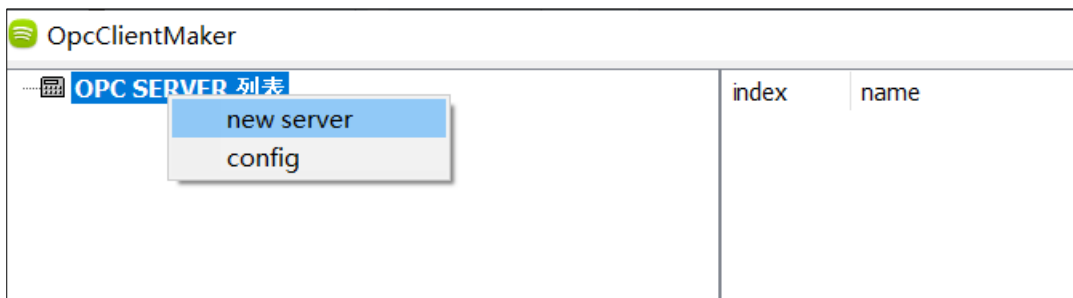 OpcClientMaker
OPC SERVER 列表
index name
new server
config